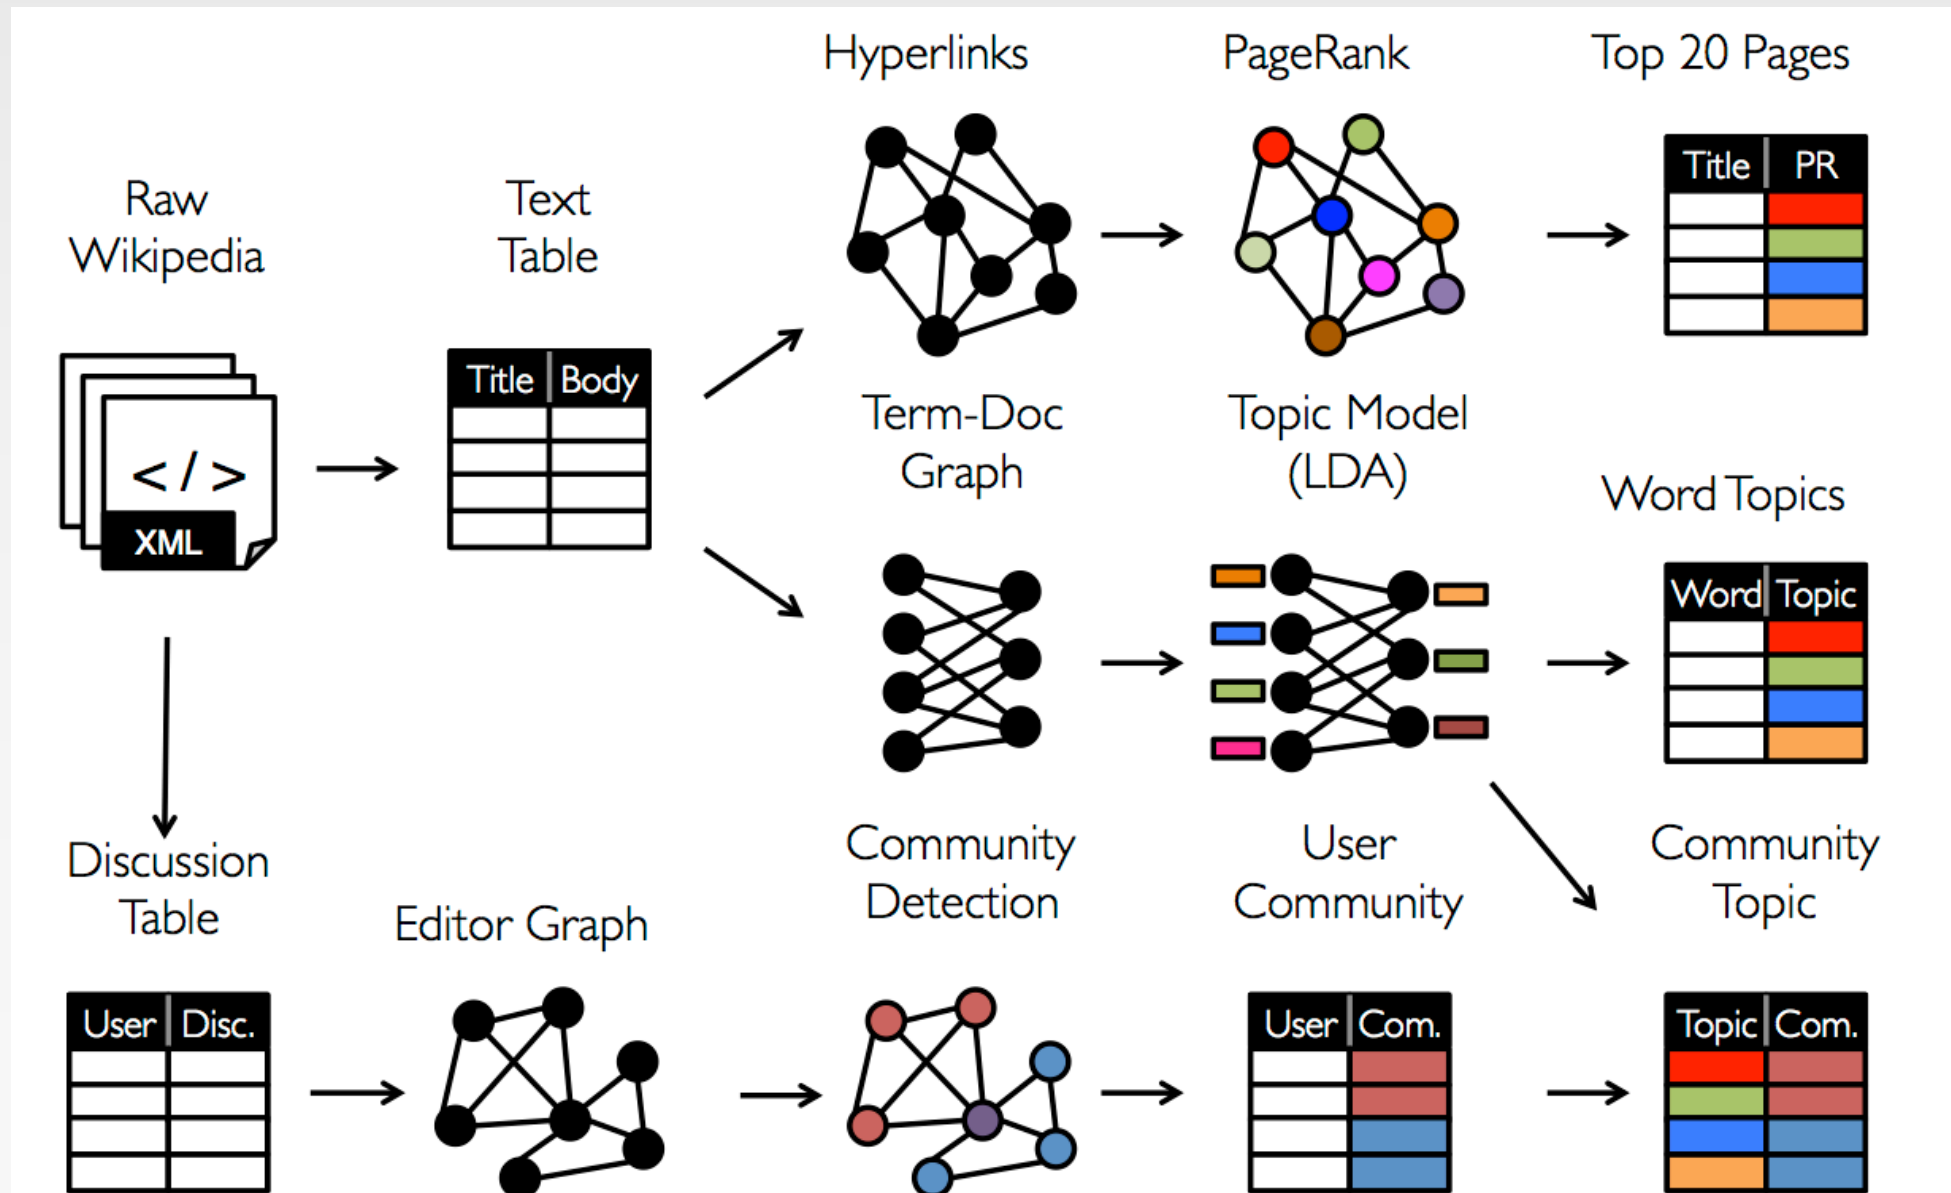 Hyperlinks
PageRank
Top 20 Pages
Title PR
Raw
Wikipedia
Text
Table
Title Body
</>
XML
Term-Doc
Graph
Topic Model
(LDA)
Word Topics
Word Topic
Discussion
Table
Editor Graph
Community
Detection
User
Community
Community
Topic
User Disc.
User Com.
Topic Com.